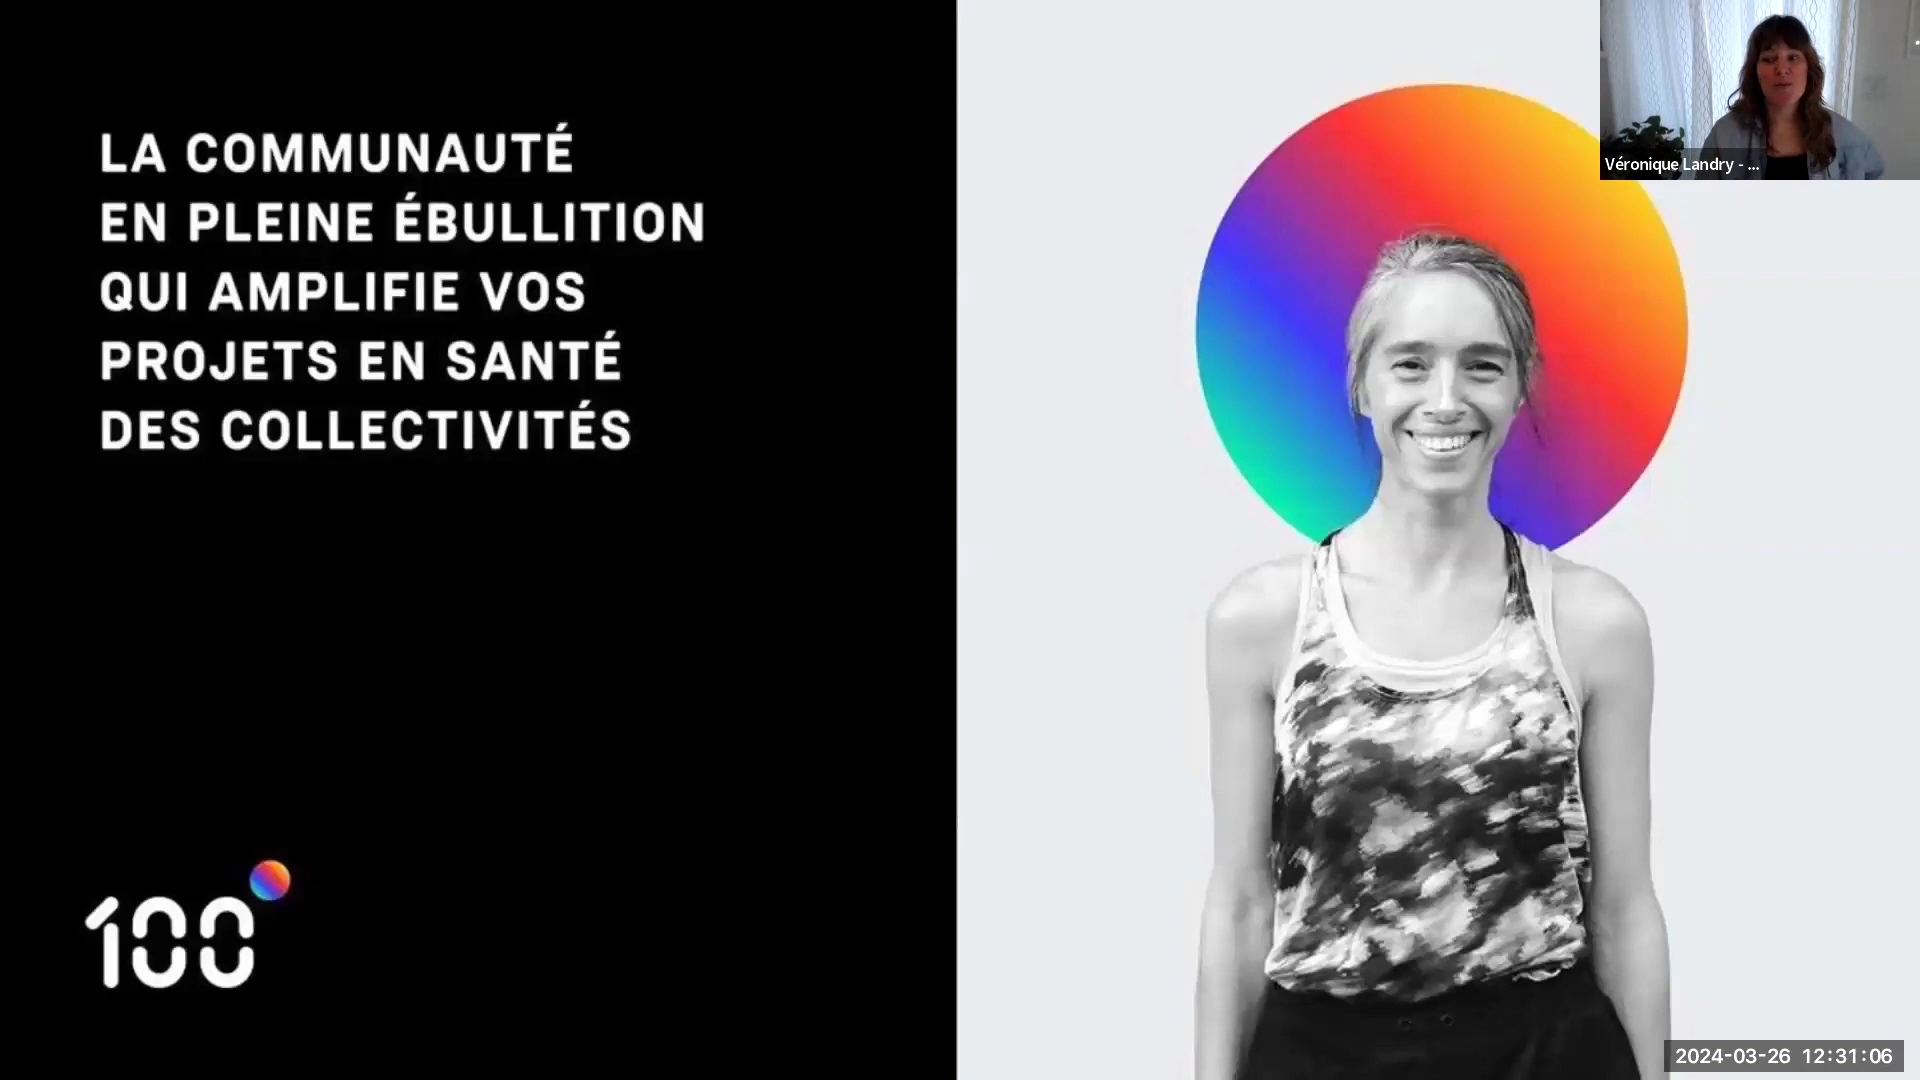 LA COMMUNAUTÉ
EN PLEINE ÉBULLITION
QUI AMPLIFIE VOS
PROJETS EN SANTÉ
DES COLLECTIVITÉS
100°
Véronique Landry - ...
2024-03-26 12:31:06